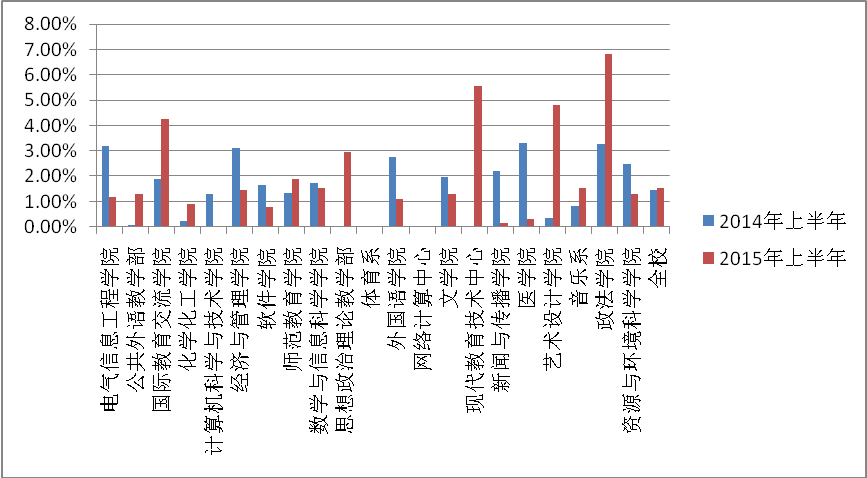 8.00%
7.00%
6.00%
5.00%
4.00%
3.00%
2.00%
1.00%
0.00%
电气信息工程学院
公共外语教学部
国际教育交流学院
化学化工学院
计算机科学与技术学院
经济与管理学院
软件学院
师范教育学院
数学与信息科学学院
思想政治理论教学部
体育系
外国语学院
网络计算中心
文学院
现代教育技术中心
新闻与传播学院
医学院
艺术设计学院
音乐系
政法学院
资源与环境科学学院
全校
2014年上半年
2015年上半年